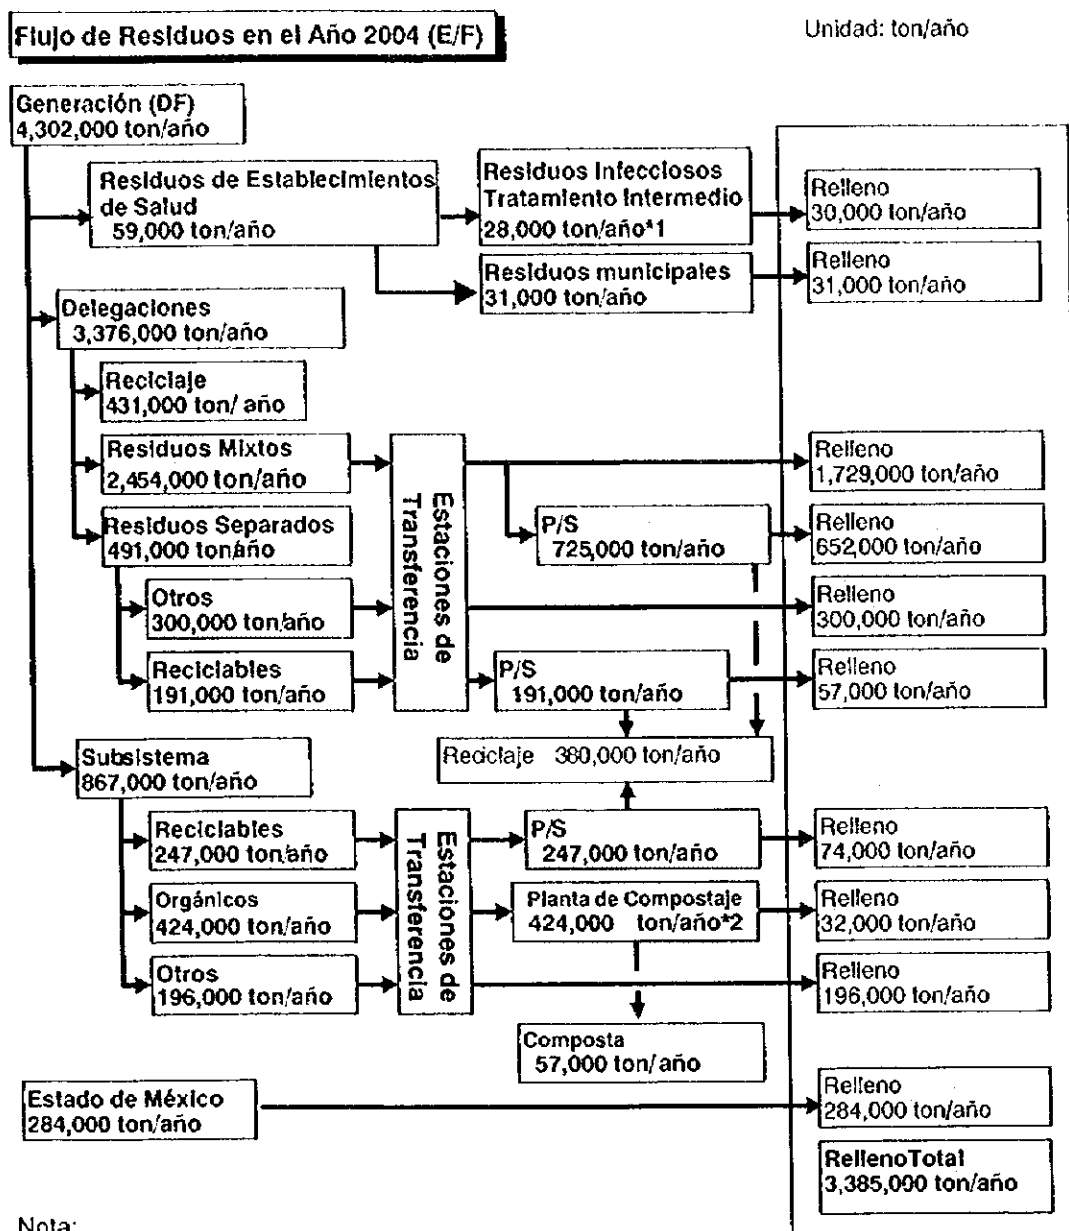 Flujo de Residuos en el Año 2004 (E/F)
Unidad: ton/año
Generación (DF)
4,302,000 ton/año
Residuos de Establecimientos
de Salud
59,000 ton/año
Residuos Infecciosos
Tratamiento Intermedio
28,000 ton/año*1
Relleno
30,000 ton/año
Residuos municipales
31,000 ton/año
Relleno
31,000 ton/año
Delegaciones
3,376,000 ton/año
Reciclaje
431,000 ton/ año
Residuos Mixtos
2,454,000 ton/año
Estaciones de
Transferencia
Relleno
1,729,000 ton/año
Residuos Separados
491,000 ton/año
P/S
725,000 ton/año
Relleno
652,000 ton/año
Otros
300,000 ton/año
Relleno
300,000 ton/año
Reciclables
191,000 ton/año
P/S
191,000 ton/año
Relleno
57,000 ton/año
Subsistema
867,000 ton/año
Reciclaje 380,000 ton/año
Reciclables
247,000 ton/año
Estaciones de
Transferencia
P/S
247,000 ton/año
Relleno
74,000 ton/año
Orgánicos
424,000 ton/año
Planta de Compostaje
424,000 ton/año*2
Relleno
32,000 ton/año
Otros
196,000 ton/año
Relleno
196,000 ton/año
Composta
57,000 ton/año
Estado de México
284,000 ton/año
Relleno
284,000 ton/año
RellenoTotal
3,385,000 ton/año
Nota: